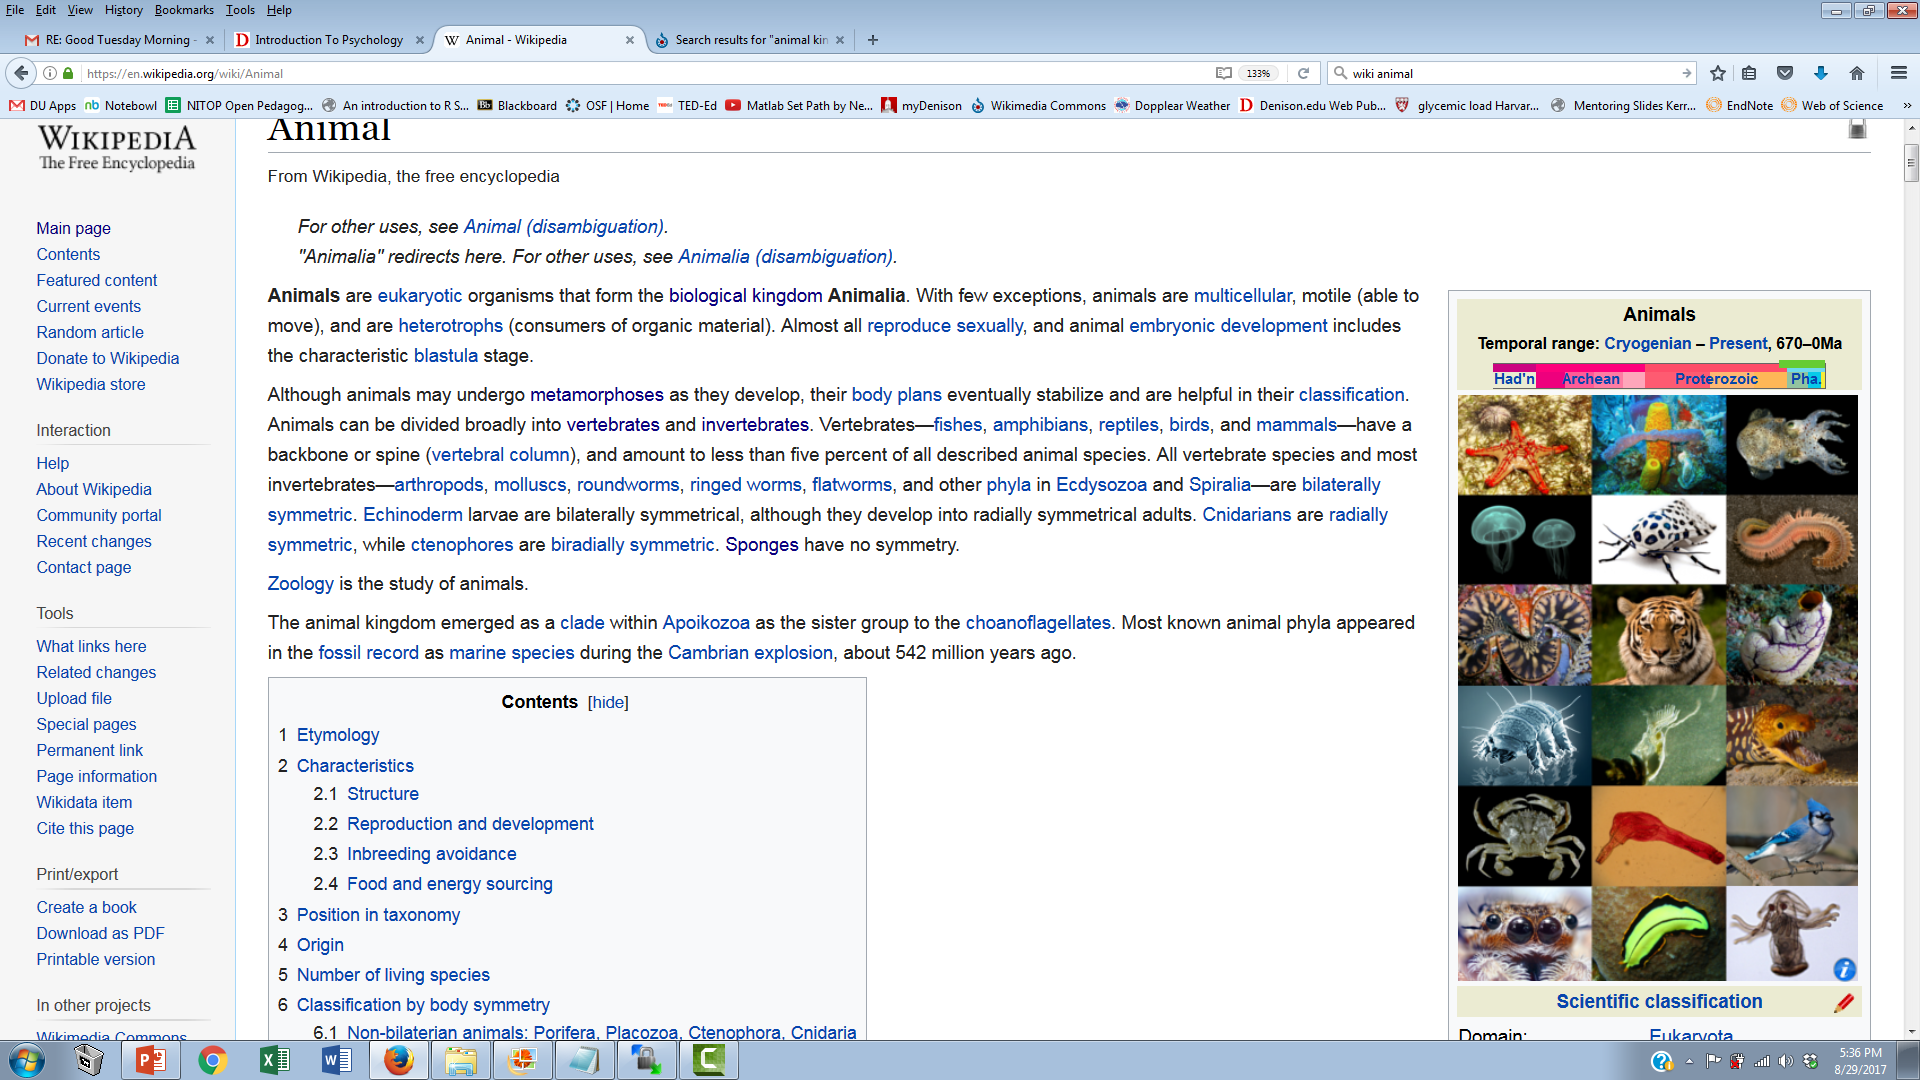 File Edit View History Bookmarks Tools Help
RE: Good Tuesday Morning - Introduction To Psychology Animal - Wikipedia Search results for "animal kin
https://en.wikipedia.org/wiki/Animal 133% wiki animal
DU Apps Notebowl NITOP Open Pedagog... An introduction to R S... Blackboard OSF | Home TED-Ed Matlab Set Path by Ne... myDenison Wikimedia Commons Dopplear Weather Denison.edu Web Pub... glycemic load Harvar... Mentoring Slides Kerr... EndNote Web of Science
WIKIPEDIA
The Free Encyclopedia
Main page
Contents
Featured content
Current events
Random article
Donate to Wikipedia
Wikipedia store
Interaction
Help
About Wikipedia
Community portal
Recent changes
Contact page
Tools
What links here
Related changes
Upload file
Special pages
Permanent link
Page information
Wikidata item
Cite this page
Print/export
Create a book
Download as PDF
Printable version
In other projects
Wikimedia Commons
Animal
From Wikipedia, the free encyclopedia
For other uses, see Animal (disambiguation).
"Animalia" redirects here. For other uses, see Animalia (disambiguation).
Animals are eukaryotic organisms that form the biological kingdom Animalia. With few exceptions, animals are multicellular, motile (able to
move), and are heterotrophs (consumers of organic material). Almost all reproduce sexually, and animal embryonic development includes
the characteristic blastula stage.
Although animals may undergo metamorphoses as they develop, their body plans eventually stabilize and are helpful in their classification.
Animals can be divided broadly into vertebrates and invertebrates. Vertebrates—fishes, amphibians, reptiles, birds, and mammals—have a
backbone or spine (vertebral column), and amount to less than five percent of all described animal species. All vertebrate species and most
invertebrates—arthropods, molluscs, roundworms, ringed worms, flatworms, and other phyla in Ecdysozoa and Spiralia—are bilaterally
symmetric. Echinoderm larvae are bilaterally symmetrical, although they develop into radially symmetrical adults. Cnidarians are radially
symmetric, while ctenophores are biradially symmetric. Sponges have no symmetry.
Zoology is the study of animals.
The animal kingdom emerged as a clade within Apoikozoa as the sister group to the choanoflagellates. Most known animal phyla appeared
in the fossil record as marine species during the Cambrian explosion, about 542 million years ago.
Contents [hide]
1 Etymology
2 Characteristics
2.1 Structure
2.2 Reproduction and development
2.3 Inbreeding avoidance
2.4 Food and energy sourcing
3 Position in taxonomy
4 Origin
5 Number of living species
6 Classification by body symmetry
6.1 Non-bilaterian animals: Porifera, Placozoa, Ctenophora, Cnidaria
Animals
Temporal range: Cryogenian – Present, 670–0Ma
Had'n Archean Proterozoic Pha.
Scientific classification
Domain: Eukaryota
5:36 PM
8/29/2017